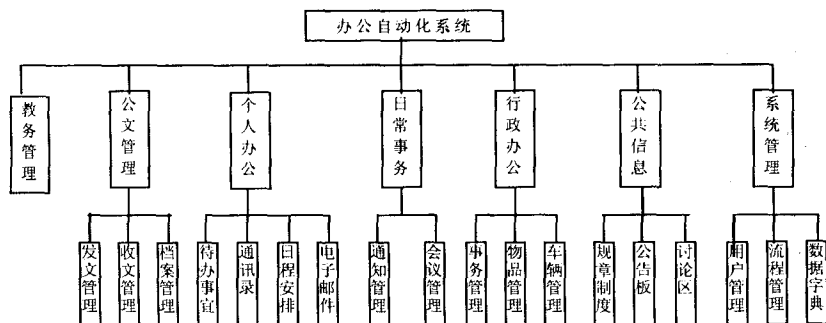 办公自动化系统
教务管理
公文管理
个人办公
日常事务
行政办公
公共信息
系统管理
发文管理
收文管理
档案管理
待办事宜
通讯录
日程安排
电子邮件
通知管理
会议管理
事务管理
物品管理
车辆管理
规章制度
公告板
讨论区
用户管理
流程管理
数据字典